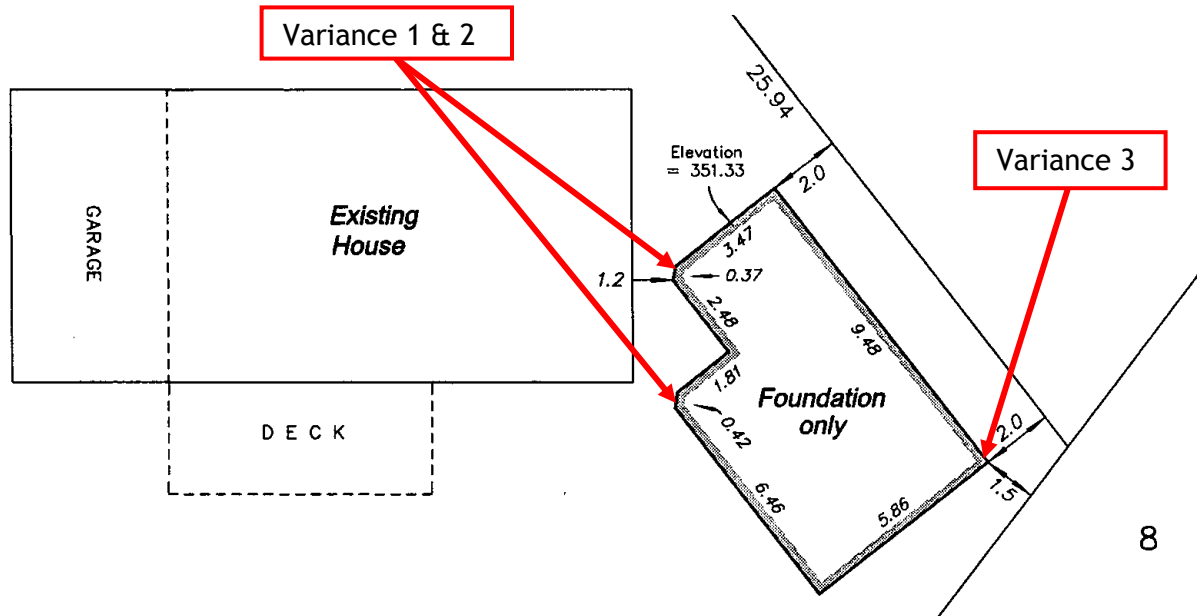 Variance 1 & 2
25.94
Variance 3
Elevation
= 351.33
2.0
GARAGE
Existing
House
3.47
1.2
0.37
2.48
9.48
1.81
Foundation
only
0.42
DECK
2.0
1.5
6.46
5.86
8